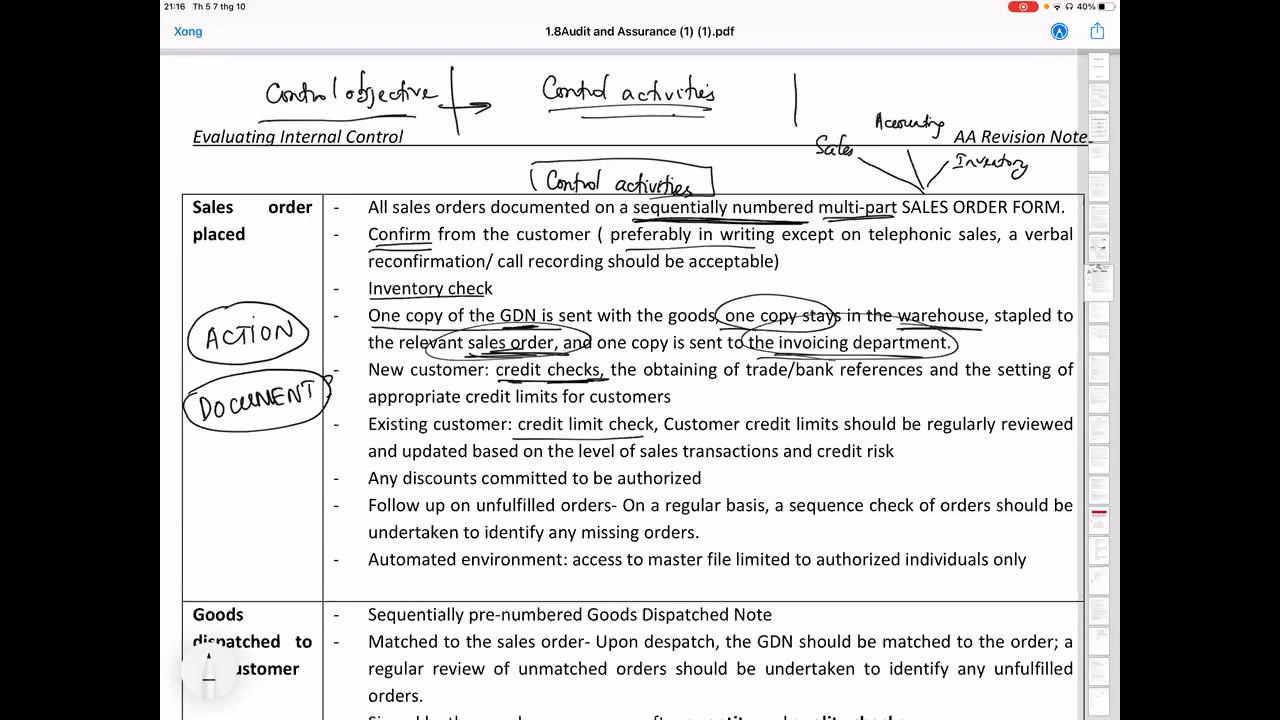 21:16 Th 5 7 thg 10
40%
Xong
1.8Audit and Assurance (1) (1).pdf
Control objective
Control activities
Accounting
Sales
Inventory
Evaluating Internal Con
AA Revision Note
Control activities
Sales order placed
- All sales order documented on a sequentially numbered multi-part SALES ORDER FORM.
- Confirm from the customer ( preferably in writing exception telephonic sales, a verbal
reconfirmation/ call recording should be acceptable)
- Inventory check
- One copy of the GDN is sent with the goods, one copy stays in the warehouse, stapled to
the relevant sales order, and one copy is sent to the invoicing department.
- New customer: credit checks, the obtaining of trade/bank references and the setting of
appropriate credit limits for customers
- Existing customer: credit limit check, Customer credit limits should be regularly reviewed
and updated based on the level of sales transactions and credit risk
- Any discounts permitted to be authorized
- Follow up of unfulfilled orders- On a regular basis, a sequence check of orders should be
undertaken to identify any missing orders.
- Automated environment- access to master file limited to authorized individuals only
ACTION
DOCUMENT
Goods
dispatched to
customer
- Sequentially pre-numbered Goods Dispatched Note
- Matched to the sales order- Upon dispatch, the GDN should be matched to the order; a
regular review of unmatched orders should be undertaken to identify any unfulfilled
orders.